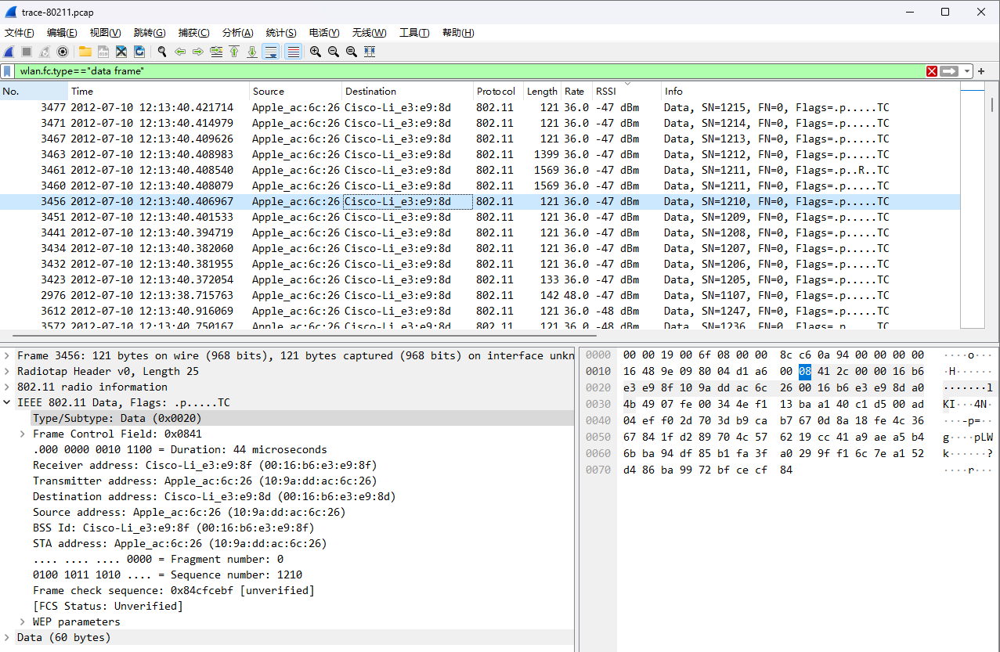 trace-80211.pcap
文件(F) 编辑(E) 视图(V) 跳转(G) 捕获(C) 分析(A) 统计(S) 电话(Y) 无线(W) 工具(T) 帮助(H)
wlan.fc.type=="data frame"
No. Time Source Destination Protocol Length Rate RSSI Info
3477 2012-07-10 12:13:40.421714 Apple_ac:6c:26 Cisco-Li_e3:e9:8d 802.11 121 36.0 -47 dBm Data, SN=1215, FN=0, Flags=.p.....TC
3471 2012-07-10 12:13:40.414979 Apple_ac:6c:26 Cisco-Li_e3:e9:8d 802.11 121 36.0 -47 dBm Data, SN=1214, FN=0, Flags=.p.....TC
3467 2012-07-10 12:13:40.409626 Apple_ac:6c:26 Cisco-Li_e3:e9:8d 802.11 121 36.0 -47 dBm Data, SN=1213, FN=0, Flags=.p.....TC
3463 2012-07-10 12:13:40.408983 Apple_ac:6c:26 Cisco-Li_e3:e9:8d 802.11 1399 36.0 -47 dBm Data, SN=1212, FN=0, Flags=.p.....TC
3461 2012-07-10 12:13:40.408540 Apple_ac:6c:26 Cisco-Li_e3:e9:8d 802.11 1569 36.0 -47 dBm Data, SN=1211, FN=0, Flags=.p..R..TC
3460 2012-07-10 12:13:40.408079 Apple_ac:6c:26 Cisco-Li_e3:e9:8d 802.11 1569 36.0 -47 dBm Data, SN=1211, FN=0, Flags=.p.....TC
3456 2012-07-10 12:13:40.406967 Apple_ac:6c:26 Cisco-Li_e3:e9:8d 802.11 121 36.0 -47 dBm Data, SN=1210, FN=0, Flags=.p.....TC
3451 2012-07-10 12:13:40.401533 Apple_ac:6c:26 Cisco-Li_e3:e9:8d 802.11 121 36.0 -47 dBm Data, SN=1209, FN=0, Flags=.p.....TC
3441 2012-07-10 12:13:40.394719 Apple_ac:6c:26 Cisco-Li_e3:e9:8d 802.11 121 36.0 -47 dBm Data, SN=1208, FN=0, Flags=.p.....TC
3434 2012-07-10 12:13:40.382060 Apple_ac:6c:26 Cisco-Li_e3:e9:8d 802.11 121 36.0 -47 dBm Data, SN=1207, FN=0, Flags=.p.....TC
3432 2012-07-10 12:13:40.381955 Apple_ac:6c:26 Cisco-Li_e3:e9:8d 802.11 121 36.0 -47 dBm Data, SN=1206, FN=0, Flags=.p.....TC
3423 2012-07-10 12:13:40.372054 Apple_ac:6c:26 Cisco-Li_e3:e9:8d 802.11 133 36.0 -47 dBm Data, SN=1205, FN=0, Flags=.p.....TC
2976 2012-07-10 12:13:38.715763 Apple_ac:6c:26 Cisco-Li_e3:e9:8d 802.11 142 48.0 -47 dBm Data, SN=1107, FN=0, Flags=.p.....TC
3612 2012-07-10 12:13:40.916069 Apple_ac:6c:26 Cisco-Li_e3:e9:8d 802.11 121 36.0 -48 dBm Data, SN=1247, FN=0, Flags=.p.....TC
3572 2012-07-10 12:13:40.750167 Apple_ac:6c:26 Cisco-Li_e3:e9:8d 802.11 121 36.0 -48 dBm Data, SN=1236, FN=0, Flags=.p.....TC
Frame 3456: 121 bytes on wire (968 bits), 121 bytes captured (968 bits) on interface unkn
Radiotap Header v0, Length 25
802.11 radio information
IEEE 802.11 Data, Flags: .p.....TC
Type/Subtype: Data (0x0020)
Frame Control Field: 0x0841
.000 0000 0010 1100 = Duration: 44 microseconds
Receiver address: Cisco-Li_e3:e9:8f (00:16:b6:e3:e9:8f)
Transmitter address: Apple_ac:6c:26 (10:9a:dd:ac:6c:26)
Destination address: Cisco-Li_e3:e9:8d (00:16:b6:e3:e9:8d)
Source address: Apple_ac:6c:26 (10:9a:dd:ac:6c:26)
BSS Id: Cisco-Li_e3:e9:8f (00:16:b6:e3:e9:8f)
STA address: Apple_ac:6c:26 (10:9a:dd:ac:6c:26)
.... .... .... 0000 = Fragment number: 0
0100 1011 1010 .... = Sequence number: 1210
Frame check sequence: 0x84cfcebf [unverified]
[FCS Status: Unverified]
WEP parameters
Data (60 bytes)
0000 00 00 19 00 6f 08 00 00 8c c6 0a 94 00 00 00 00 ····o···
0010 16 48 9e 09 80 04 d1 a6 00 08 41 2c 00 00 16 b6 ·H······
0020 e3 e9 8f 10 9a dd ac 6c 26 00 16 b6 e3 e9 8d a0 ·······l
0030 4b 49 07 fe 00 34 4e f1 13 ba a1 40 c1 d5 00 ad KI···4N·
0040 04 ef f0 2d 70 3d b9 ca b7 67 0d 8a 18 fe 4c 36 ···-p=··
0050 67 84 1f d2 89 70 4c 57 62 19 cc 41 a9 ae a5 b4 g····pLW
0060 6b ba 94 df 85 b1 fa 3f a0 29 9f f1 6c 7e a1 52 k······?
0070 d4 86 ba 99 72 bf ce cf 84 ····r···